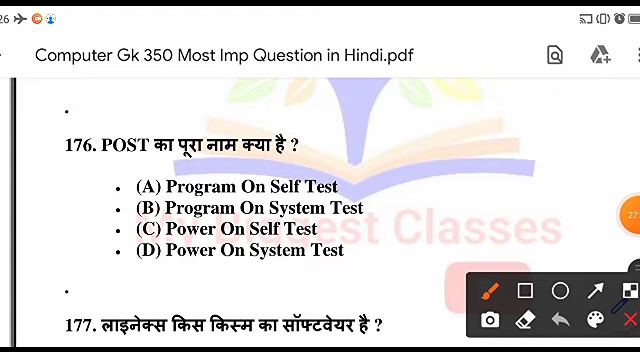 26
Computer Gk 350 Most Imp Question in Hindi.pdf
176. POST का पूरा नाम क्या है ?
(A) Program On Self Test
(B) Program On System Test
(C) Power On Self Test
(D) Power On System Test
Classes
27
177. लाइनेक्स किस किस्म का सॉफ्टवेयर है ?